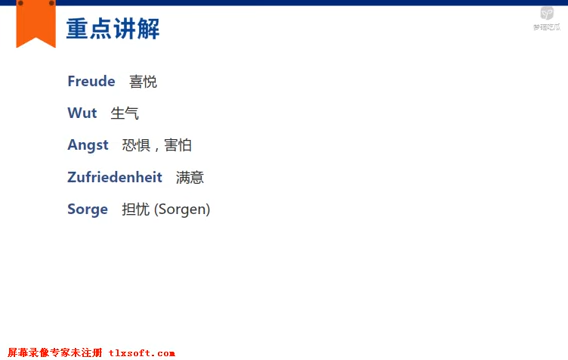 重点讲解
Freude 喜悦
Wut 生气
Angst 恐惧，害怕
Zufriedenheit 满意
Sorge 担忧 (Sorgen)
屏幕录像专家未注册 tlxsoft.com